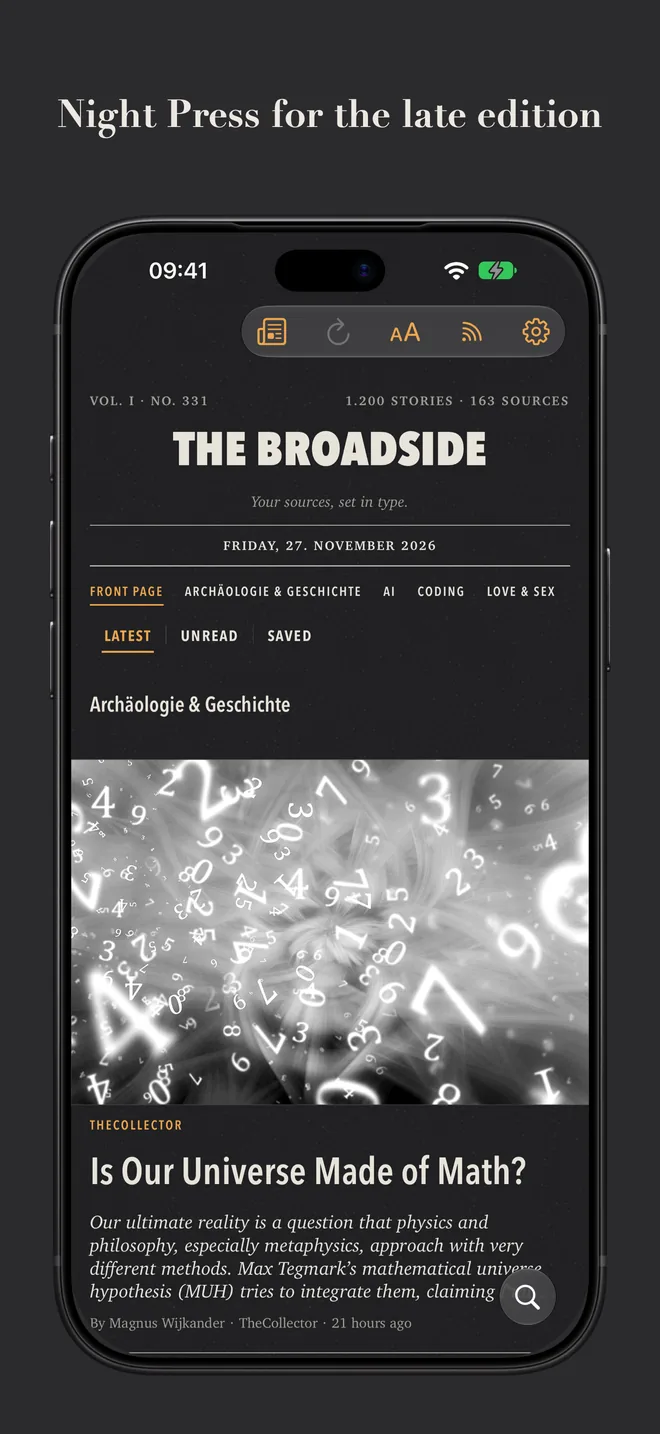 Night Press for the late edition
09:41
AA
VOL. I · NO. 331
1.200 STORIES · 163 SOURCES
THE BROADSIDE
Your sources, set in type.
FRIDAY, 27. NOVEMBER 2026
FRONT PAGE ARCHÄOLOGIE & GESCHICHTE AI CODING LOVE & SEX
LATEST UNREAD SAVED
Archäologie & Geschichte
THECOLLECTOR
Is Our Universe Made of Math?
Our ultimate reality is a question that physics and
philosophy, especially metaphysics, approach with very
different methods. Max Tegmark’s mathematical universe
hypothesis (MUH) tries to integrate them, claiming
By Magnus Wijkander · TheCollector · 21 hours ago